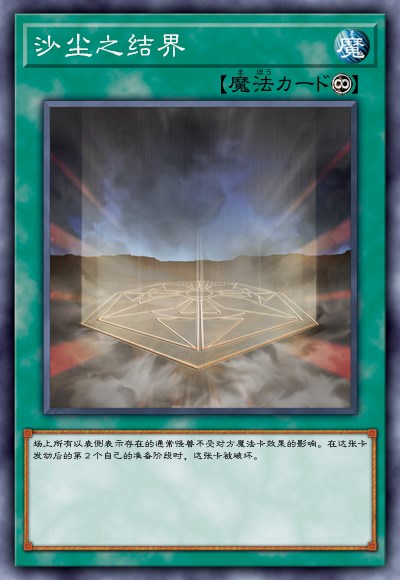 沙尘之结界
魔
【魔法カード】
まほう
场上所有以表侧表示存在的通常怪兽不受对方魔法卡效果的影响。在这张卡
发动后的第2个自己的准备阶段时,这张卡被破坏。